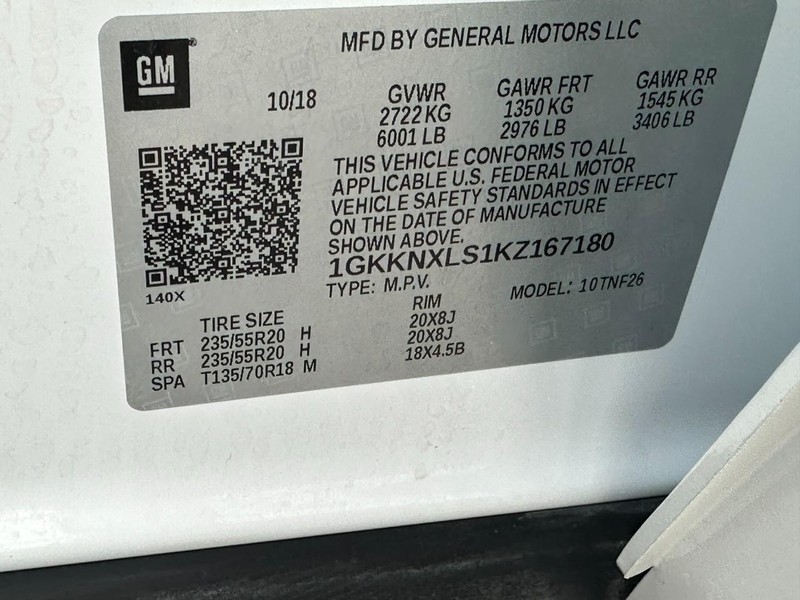 GM
MFD BY GENERAL MOTORS LLC
10/18
GVWR
2722 KG
6001 LB
GAWR FRT
1350 KG
2976 LB
GAWR RR
1545 KG
3406 LB
THIS VEHICLE CONFORMS TO ALL
APPLICABLE U.S. FEDERAL MOTOR
VEHICLE SAFETY STANDARDS IN EFFECT
ON THE DATE OF MANUFACTURE
SHOWN ABOVE.
1GKKNXLS1KZ167180
TYPE: M.P.V.
MODEL: 10TNF26
140X
TIRE SIZE RIM
FRT 235/55R20 H 20X8J
RR 235/55R20 H 20X8J
SPA T135/70R18 M 18X4.5B